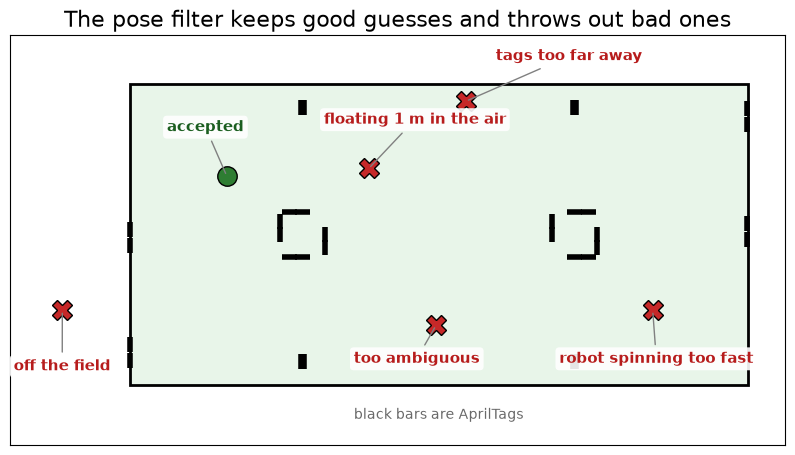 The pose filter keeps good guesses and throws out bad ones
tags too far away
floating 1 m in the air
accepted
off the field
too ambiguous
robot spinning too fast
black bars are AprilTags